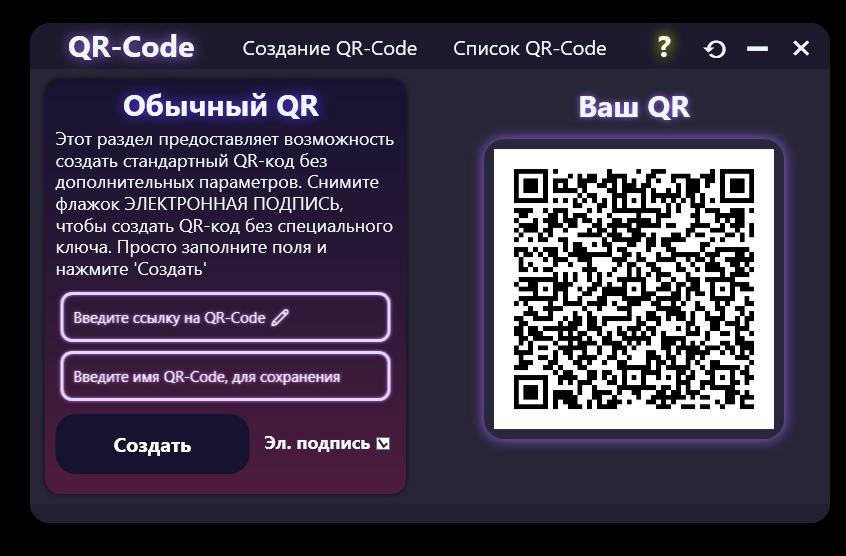 QR-Code
Создание QR-Code
Список QR-Code
?
Обычный QR
Этот раздел предоставляет возможность
создать стандартный QR-код без
дополнительных параметров. Снимите
флажок ЭЛЕКТРОННАЯ ПОДПИСЬ,
чтобы создать QR-код без специального
ключа. Просто заполните поля и
нажмите 'Создать'
Введите ссылку на QR-Code
Введите имя QR-Code, для сохранения
Создать
Эл. подпись
Ваш QR